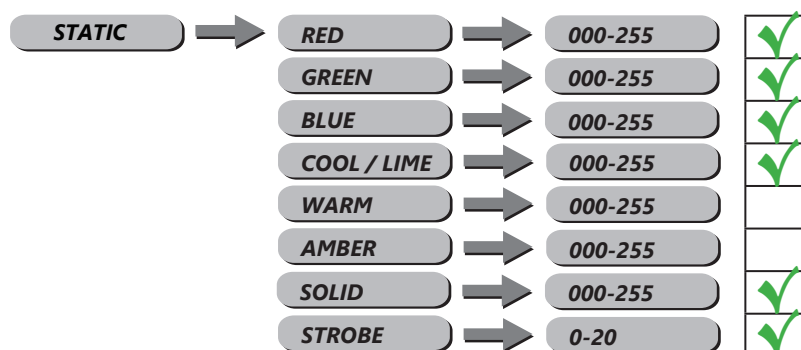 STATIC RED 000-255
GREEN 000-255
BLUE 000-255
COOL / LIME 000-255
WARM 000-255
AMBER 000-255
SOLID 000-255
STROBE 0-20